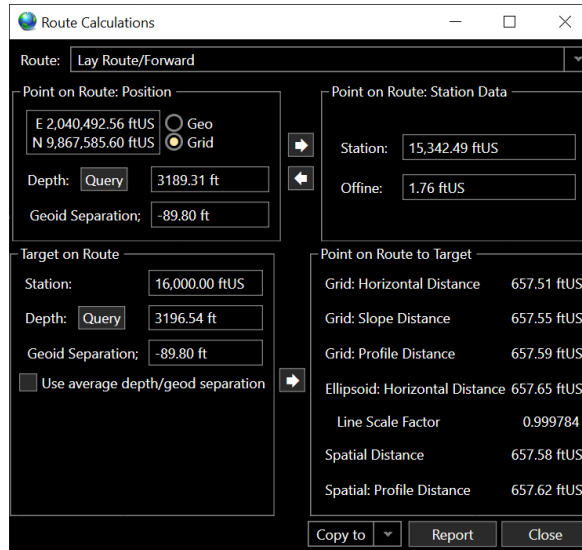 Route Calculations
Route: Lay Route/Forward
Point on Route: Position
E 2,040,492.56 ftUS
N 9,867,585.60 ftUS
Geo
Grid
Depth: Query 3189.31 ft
Geoid Separation; -89.80 ft
Point on Route: Station Data
Station: 15,342.49 ftUS
Offine: 1.76 ftUS
Target on Route
Station: 16,000.00 ftUS
Depth: Query 3196.54 ft
Geoid Separation; -89.80 ft
Use average depth/geod separation
Point on Route to Target
Grid: Horizontal Distance 657.51 ftUS
Grid: Slope Distance 657.55 ftUS
Grid: Profile Distance 657.59 ftUS
Ellipsoid: Horizontal Distance 657.65 ftUS
Line Scale Factor 0.999784
Spatial Distance 657.58 ftUS
Spatial: Profile Distance 657.62 ftUS
Copy to Report Close